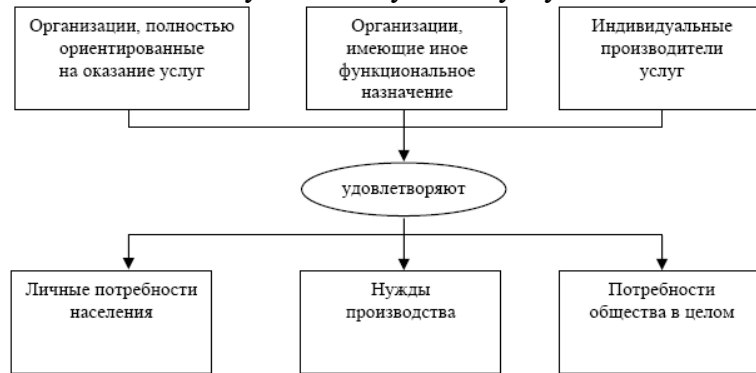 Организации, полностью
ориентированные
на оказание услуг
Организации,
имеющие иное
функциональное
назначение
Индивидуальные
производители
услуг
удовлетворяют
Личные потребности
населения
Нужды
производства
Потребности
общества в целом